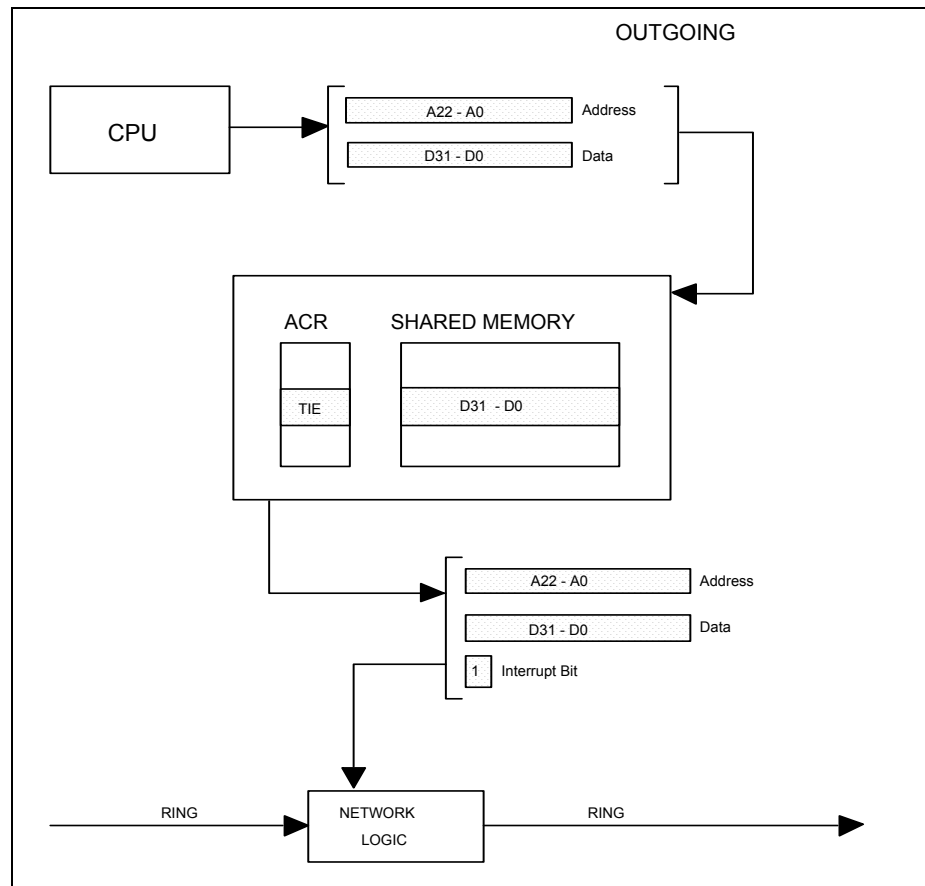 OUTGOING
CPU
A22 - A0 Address
D31 - D0 Data
ACR SHARED MEMORY
TIE D31 - D0
A22 - A0 Address
D31 - D0 Data
1 Interrupt Bit
RING NETWORK RING
LOGIC